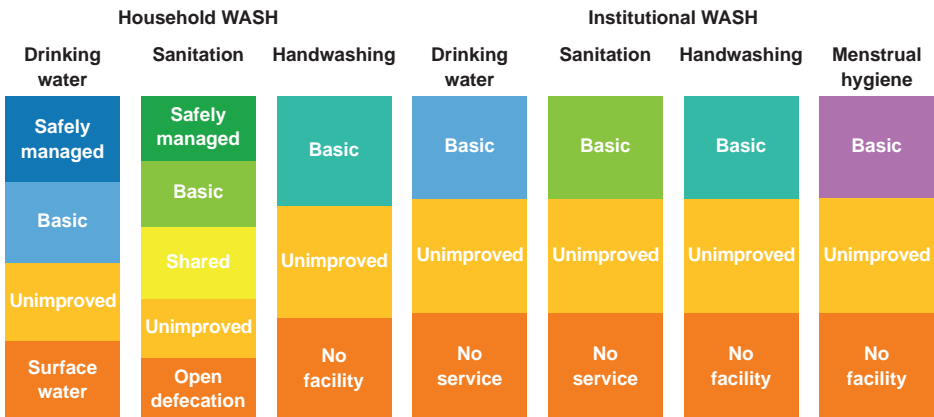 Household WASH
Institutional WASH
Drinking
water
Sanitation
Handwashing
Drinking
water
Sanitation
Handwashing
Menstrual
hygiene
Safely
managed
Basic
Unimproved
Surface
water
Safely
managed
Basic
Shared
Unimproved
Open
defecation
Basic
Unimproved
No
facility
Basic
Unimproved
No
service
Basic
Unimproved
No
service
Basic
Unimproved
No
facility
Basic
Unimproved
No
facility